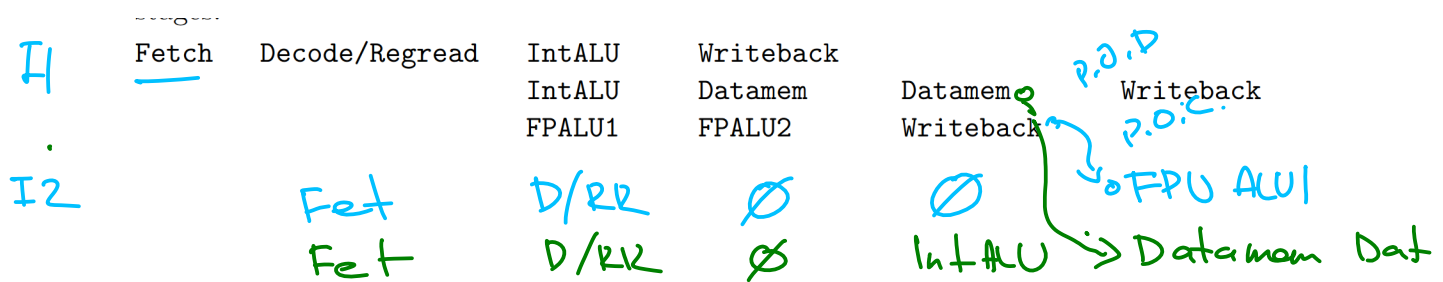 stages.
I1 Fetch Decode/Regread IntALU Writeback
P.O.D
IntALU Datamem Datamem Writeback
P.O.C.
FPALU1 FPALU2 Writeback
I2 Fet D/RR Ø Ø FPU ALU1
Fet D/RR Ø IntALU Datamem Dat